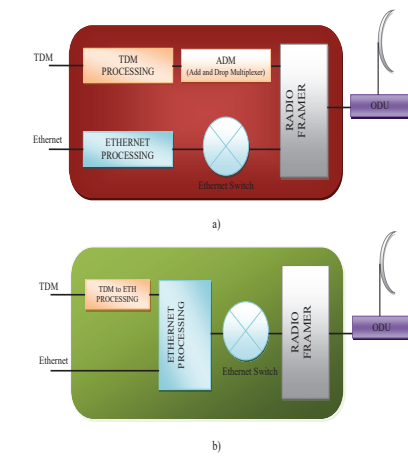 TDM
TDM
PROCESSING
ADM
(Add and Drop Multiplexer)
RADIO
FRAMER
ODU
Ethernet
ETHERNET
PROCESSING
Ethernet Switch
a)
TDM
TDM to ETH
PROCESSING
ETHERNET
PROCESSING
RADIO
FRAMER
ODU
Ethernet
Ethernet Switch
b)